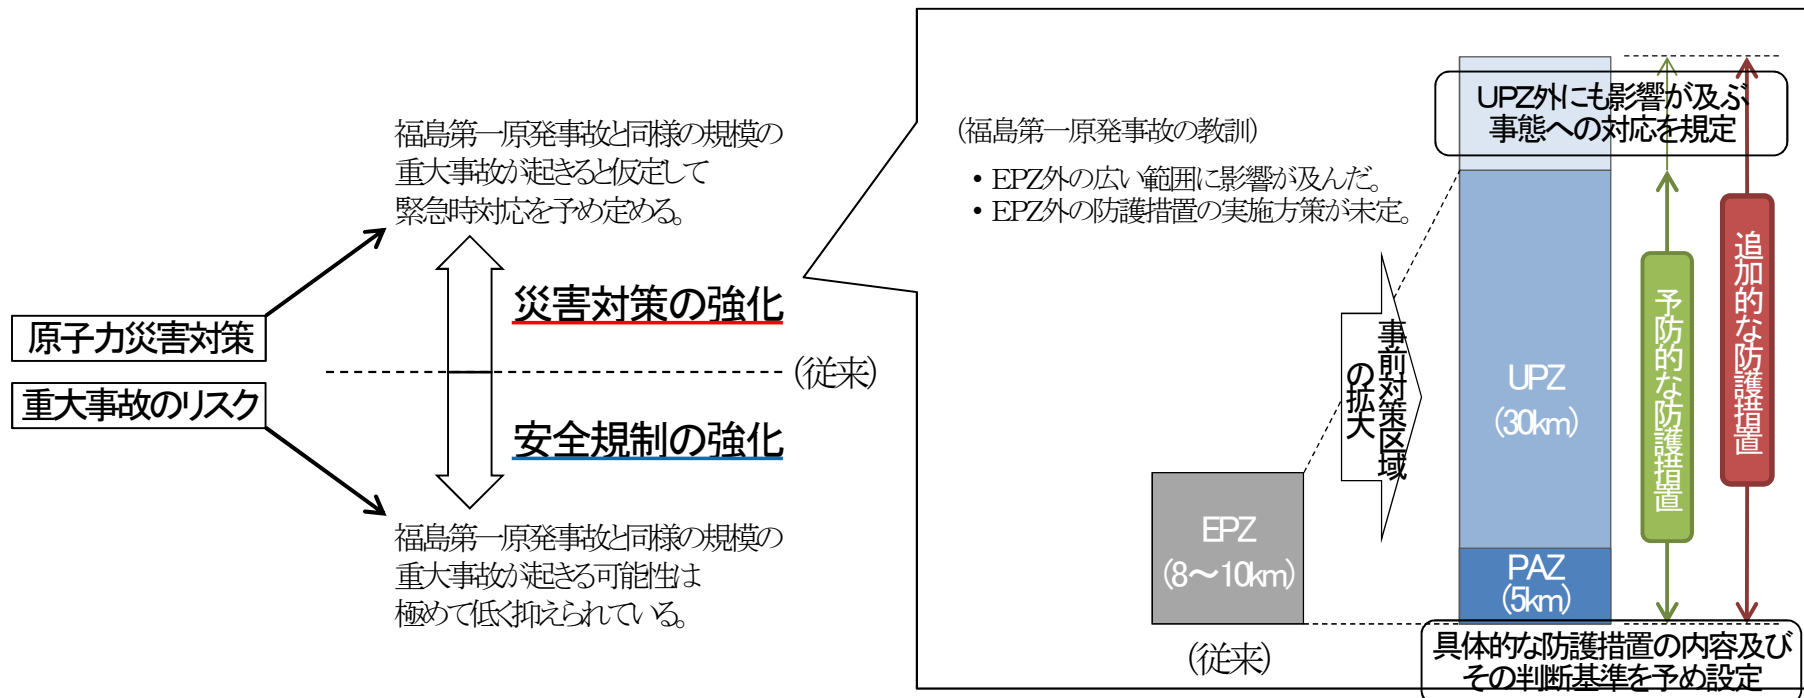 福島第一原発事故と同様の規模の
重大事故が起きると仮定して
緊急時対応を予め定める。
災害対策の強化
原子力災害対策
(従来)
重大事故のリスク
安全規制の強化
福島第一原発事故と同様の規模の
重大事故が起きる可能性は
極めて低く抑えられている。
(福島第一原発事故の教訓)
• EPZ外の広い範囲に影響が及んだ。
• EPZ外の防護措置の実施方策が未定。
事前対策区域
の拡大
EPZ
(8～10km)
(従来)
UPZ外にも影響が及ぶ
事態への対応を規定
UPZ
(30km)
PAZ
(5km)
予防的な防護措置
追加的な防護措置
具体的な防護措置の内容及び
その判断基準を予め設定